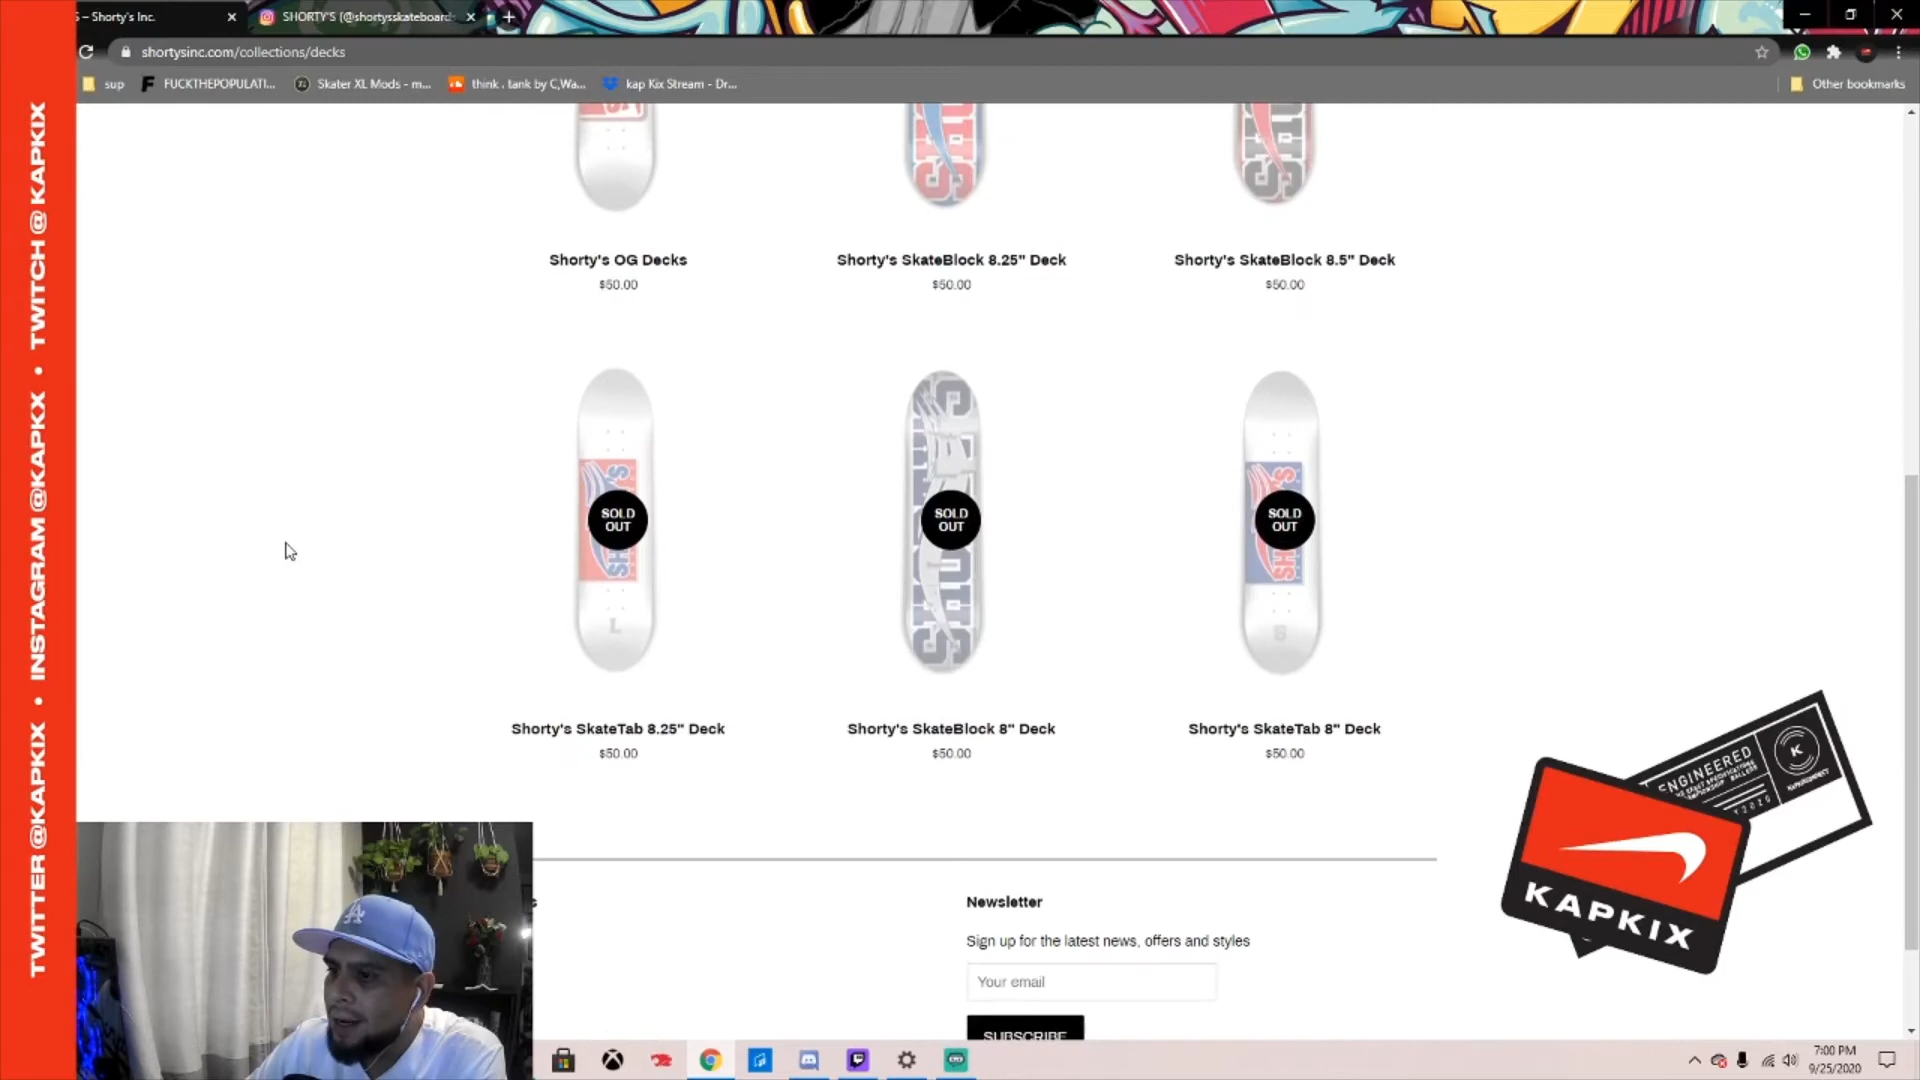 S – Shorty's Inc.
SHORTY'S (@shortysskateboard
shortysinc.com/collections/decks
sup
FUCKTHEPOPULATI...
Skater XL Mods - m...
think . tank by C,Wa...
kap Kix Stream - Dr...
Other bookmarks
Shorty's OG Decks
$50.00
Shorty's SkateBlock 8.25" Deck
$50.00
Shorty's SkateBlock 8.5" Deck
$50.00
SOLD
OUT
L
SHORTYS
SOLD
OUT
S
SOLD
OUT
Shorty's SkateTab 8.25" Deck
$50.00
Shorty's SkateBlock 8" Deck
$50.00
Shorty's SkateTab 8" Deck
$50.00
Newsletter
Sign up for the latest news, offers and styles
Your email
SUBSCRIBE
TWITTER @KAPKIX • INSTAGRAM @KAPKX • TWITCH @ KAPKIX
ENGINEERED
K
KAPKIX
LA
7:00 PM
9/25/2020